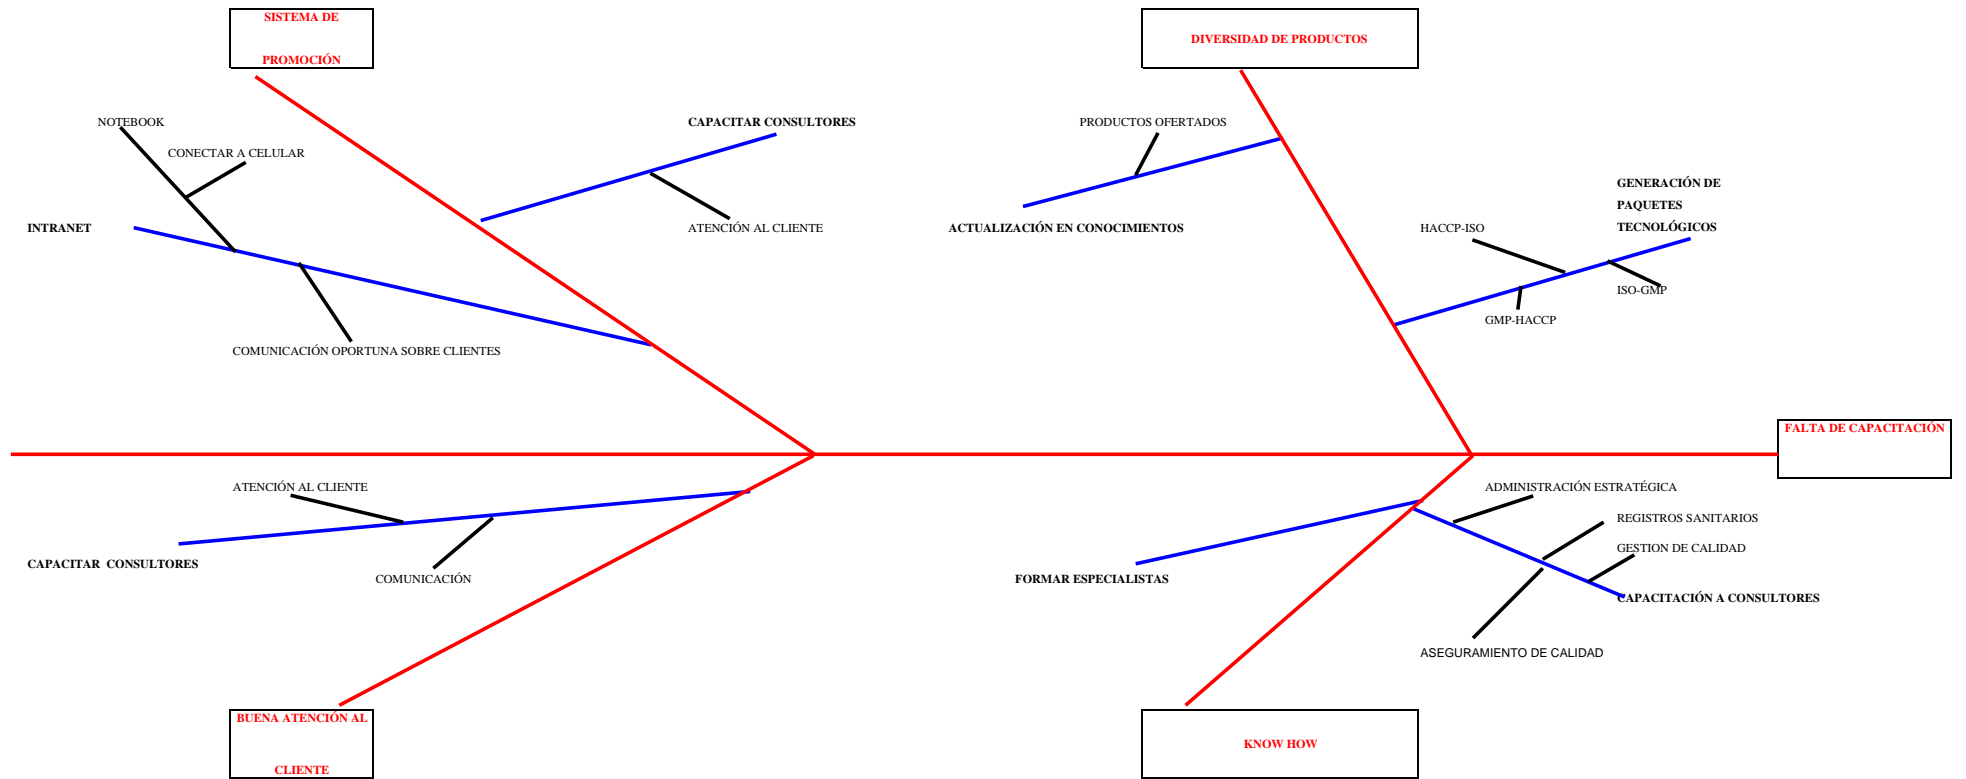 SISTEMA DE
PROMOCIÓN
DIVERSIDAD DE PRODUCTOS
NOTEBOOK
CAPACITAR CONSULTORES
PRODUCTOS OFERTADOS
CONECTAR A CELULAR
GENERACIÓN DE
PAQUETES
TECNOLÓGICOS
INTRANET
ATENCIÓN AL CLIENTE
ACTUALIZACIÓN EN CONOCIMIENTOS
HACCP-ISO
ISO-GMP
GMP-HACCP
COMUNICACIÓN OPORTUNA SOBRE CLIENTES
FALTA DE CAPACITACIÓN
ATENCIÓN AL CLIENTE
ADMINISTRACIÓN ESTRATÉGICA
REGISTROS SANITARIOS
GESTION DE CALIDAD
CAPACITAR  CONSULTORES
COMUNICACIÓN
FORMAR ESPECIALISTAS
CAPACITACIÓN A CONSULTORES
ASEGURAMIENTO DE CALIDAD
BUENA ATENCIÓN AL
CLIENTE
KNOW HOW